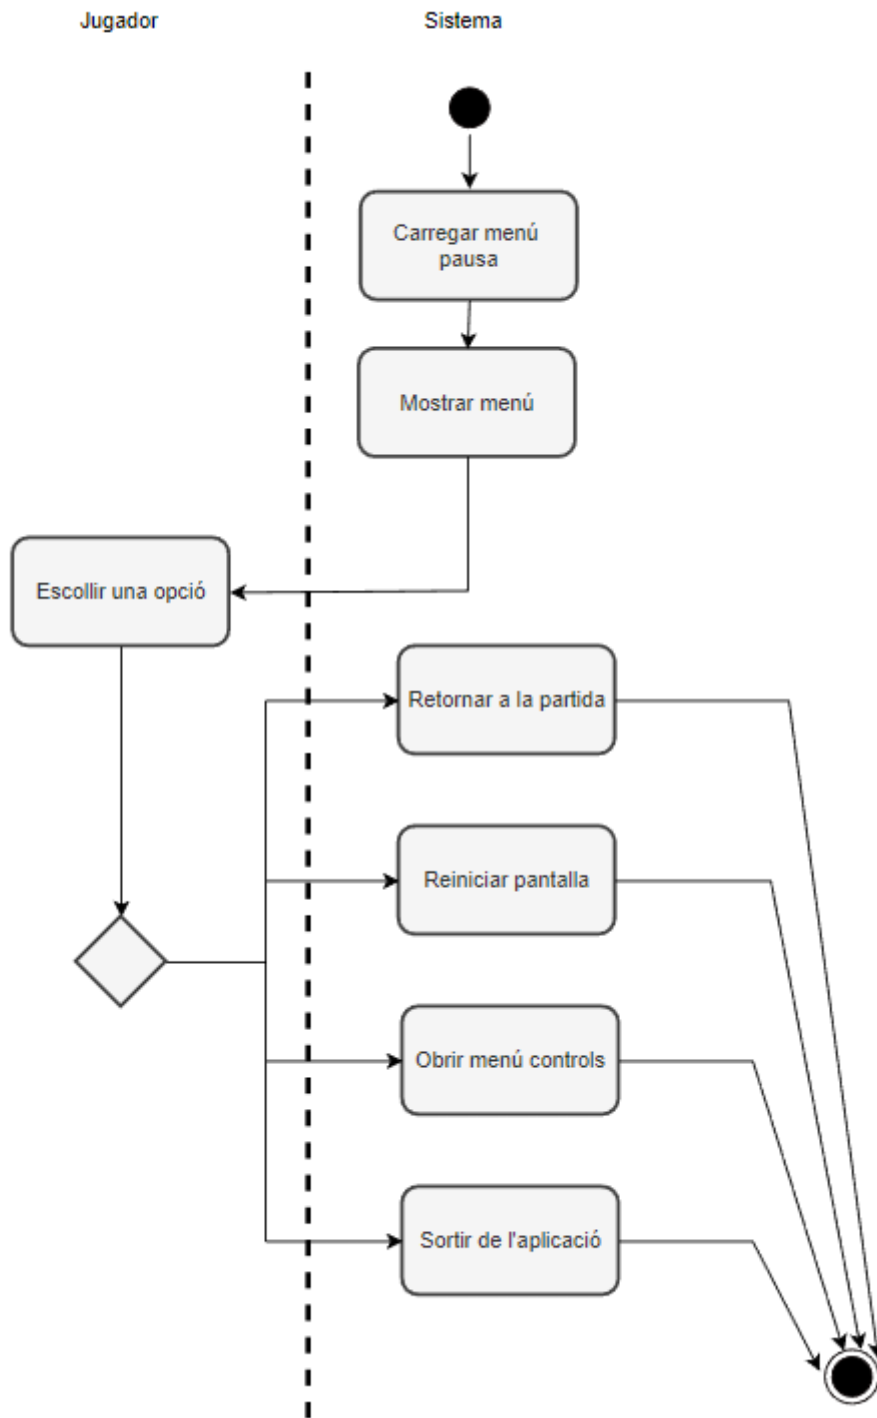 Jugador
Sistema
Carregar menú
pausa
Mostrar menú
Escollir una opció
Retornar a la partida
Reiniciar pantalla
Obrir menú controls
Sortir de l'aplicació